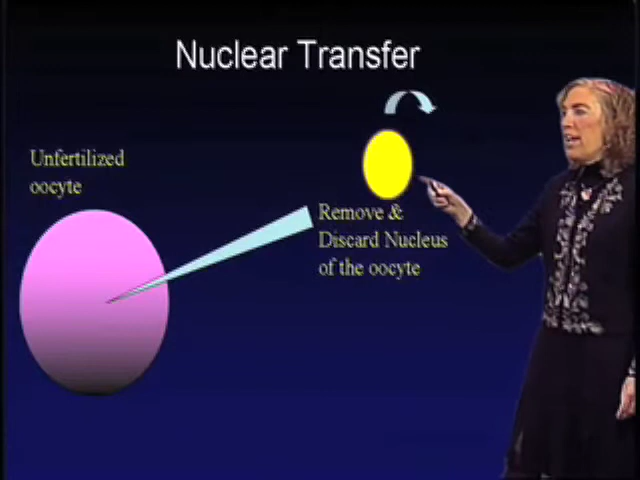 Nuclear Transfer
Unfertilized
oocyte
Remove &
Discard Nucleus
of the oocyte